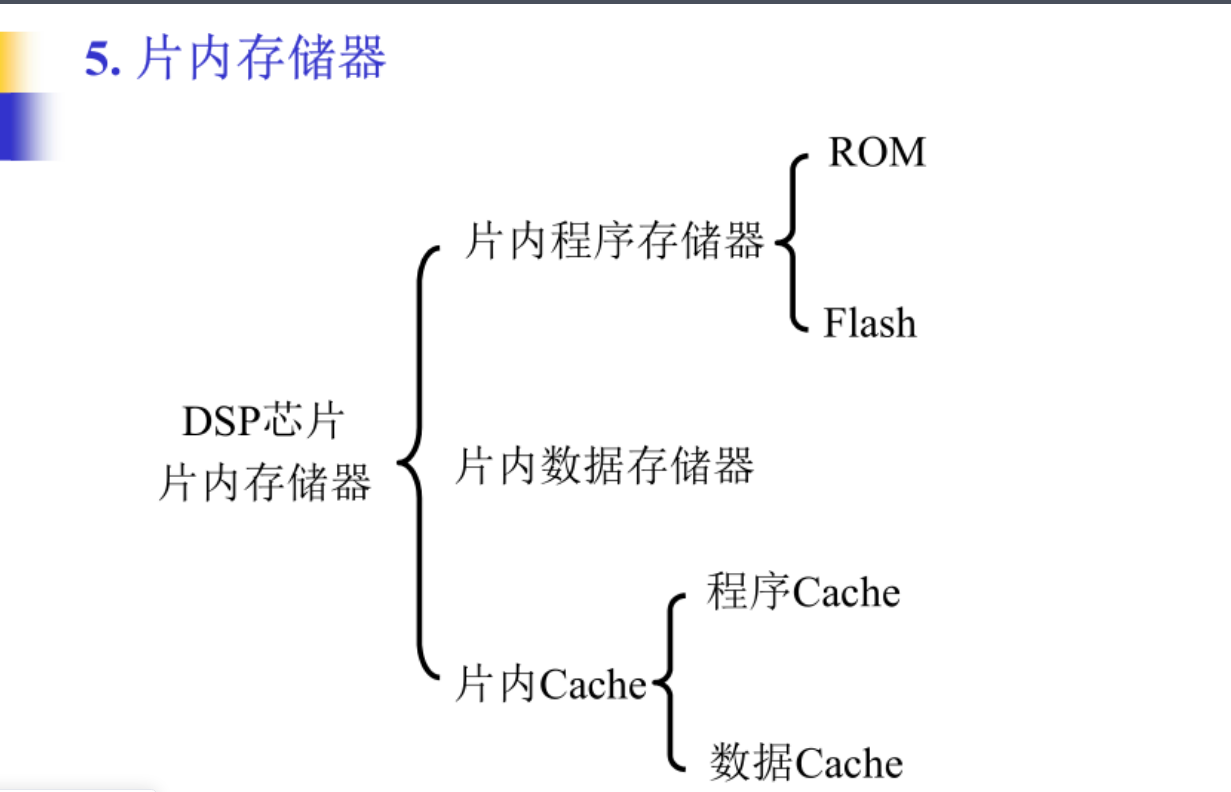 5. 片内存储器
ROM
片内程序存储器
Flash
DSP芯片
片内存储器
片内数据存储器
程序Cache
片内Cache
数据Cache